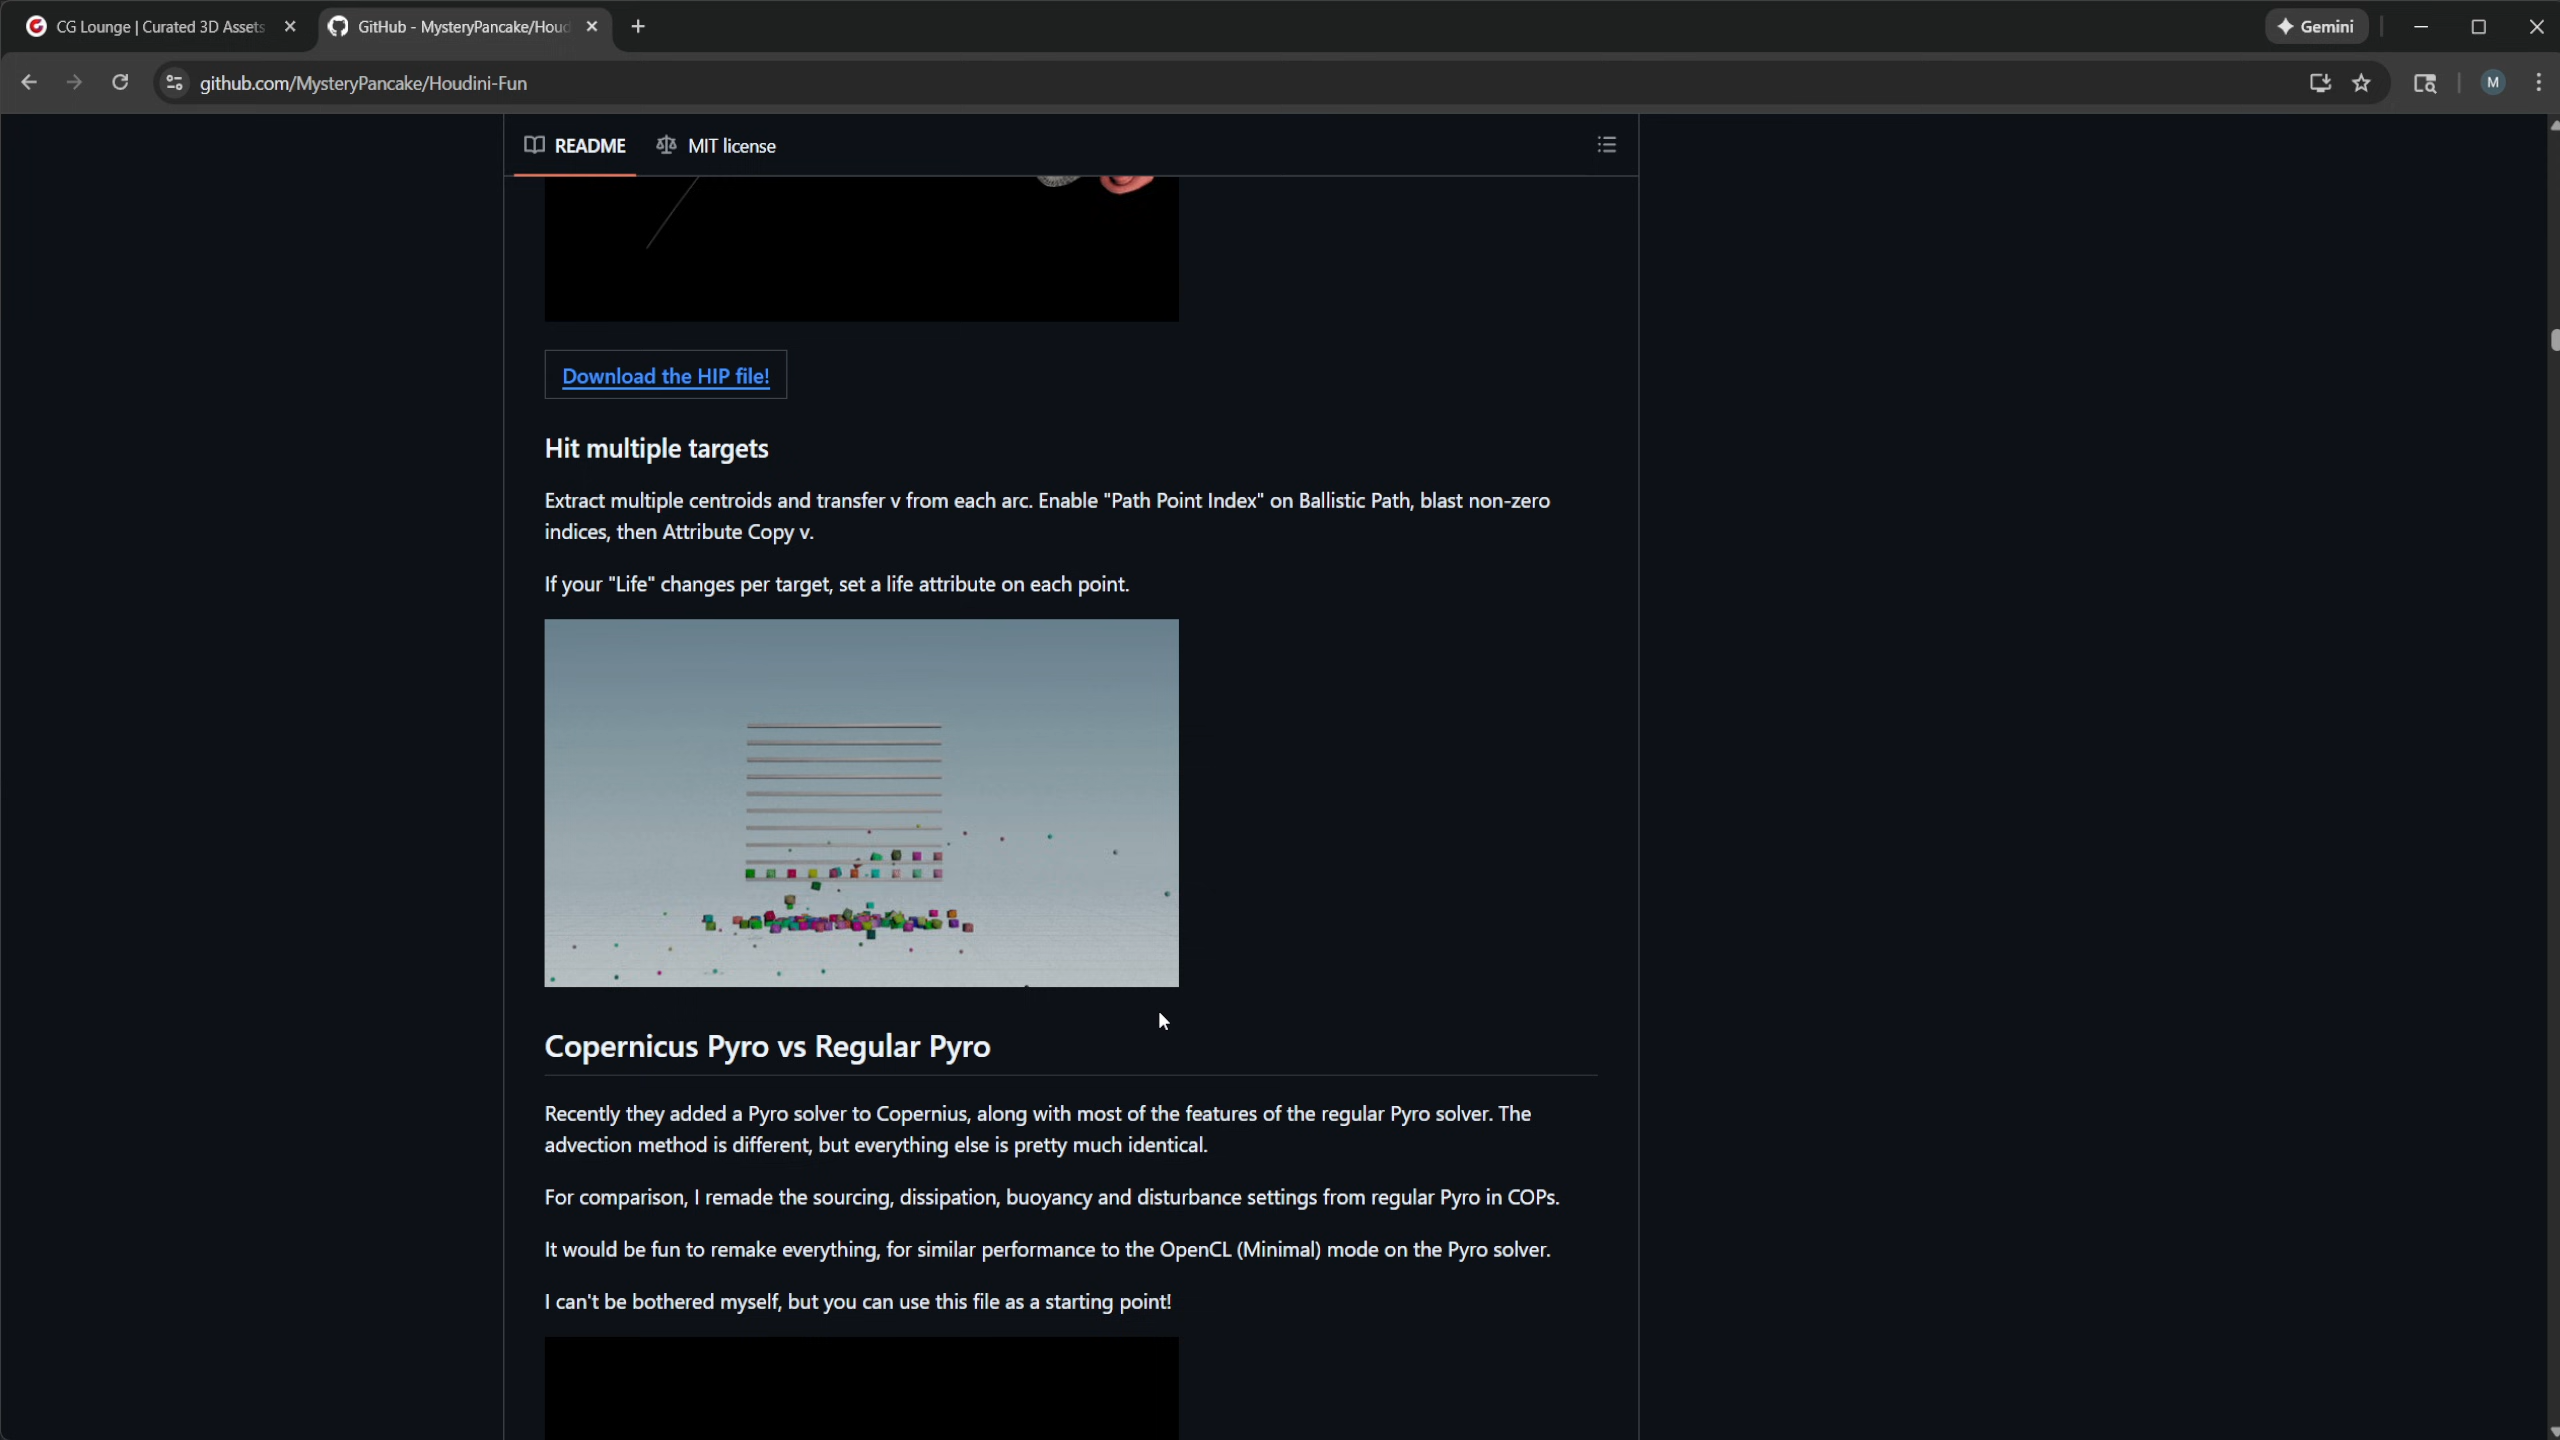 CG Lounge | Curated 3D Assets
GitHub - MysteryPancake/Houd
Gemini
github.com/MysteryPancake/Houdini-Fun
M
README
MIT license
Download the HIP file!
Hit multiple targets
Extract multiple centroids and transfer v from each arc. Enable "Path Point Index" on Ballistic Path, blast non-zero
indices, then Attribute Copy v.
If your "Life" changes per target, set a life attribute on each point.
Copernicus Pyro vs Regular Pyro
Recently they added a Pyro solver to Copernius, along with most of the features of the regular Pyro solver. The
advection method is different, but everything else is pretty much identical.
For comparison, I remade the sourcing, dissipation, buoyancy and disturbance settings from regular Pyro in COPs.
It would be fun to remake everything, for similar performance to the OpenCL (Minimal) mode on the Pyro solver.
I can't be bothered myself, but you can use this file as a starting point!